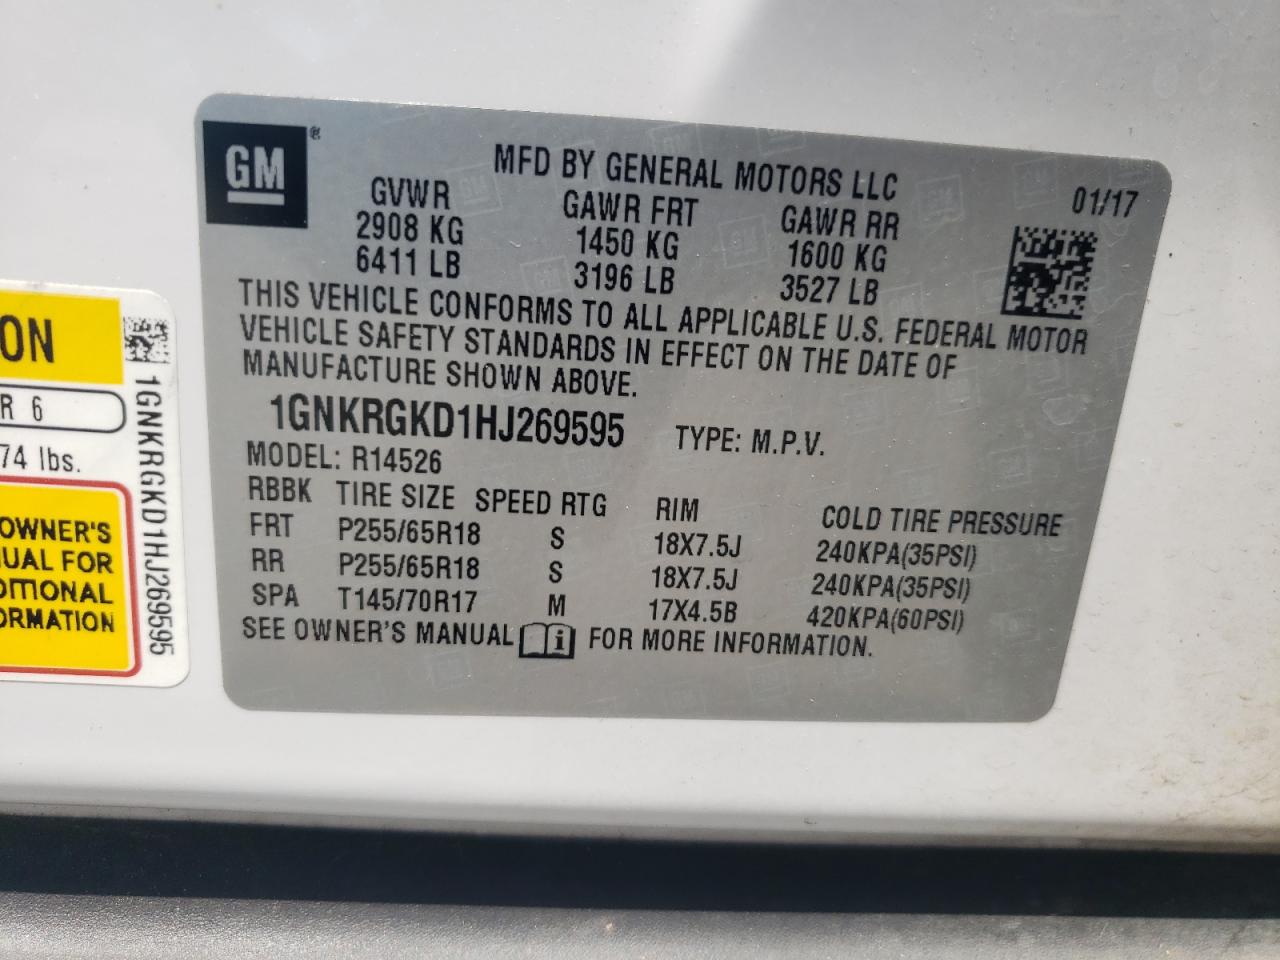 GM ®
MFD BY GENERAL MOTORS LLC
01/17
GVWR GAWR FRT GAWR RR
2908 KG 1450 KG 1600 KG
6411 LB 3196 LB 3527 LB
THIS VEHICLE CONFORMS TO ALL APPLICABLE U.S. FEDERAL MOTOR
VEHICLE SAFETY STANDARDS IN EFFECT ON THE DATE OF
MANUFACTURE SHOWN ABOVE.
1GNKRGKD1HJ269595 TYPE: M.P.V.
MODEL: R14526
RBBK TIRE SIZE SPEED RTG RIM COLD TIRE PRESSURE
FRT P255/65R18 S 18X7.5J 240KPA(35PSI)
RR P255/65R18 S 18X7.5J 240KPA(35PSI)
SPA T145/70R17 M 17X4.5B 420KPA(60PSI)
SEE OWNER'S MANUAL i FOR MORE INFORMATION.
ON
R 6
74 lbs.
OWNER'S
UAL FOR
DITIONAL
ORMATION
1GNKRGKD1HJ269595